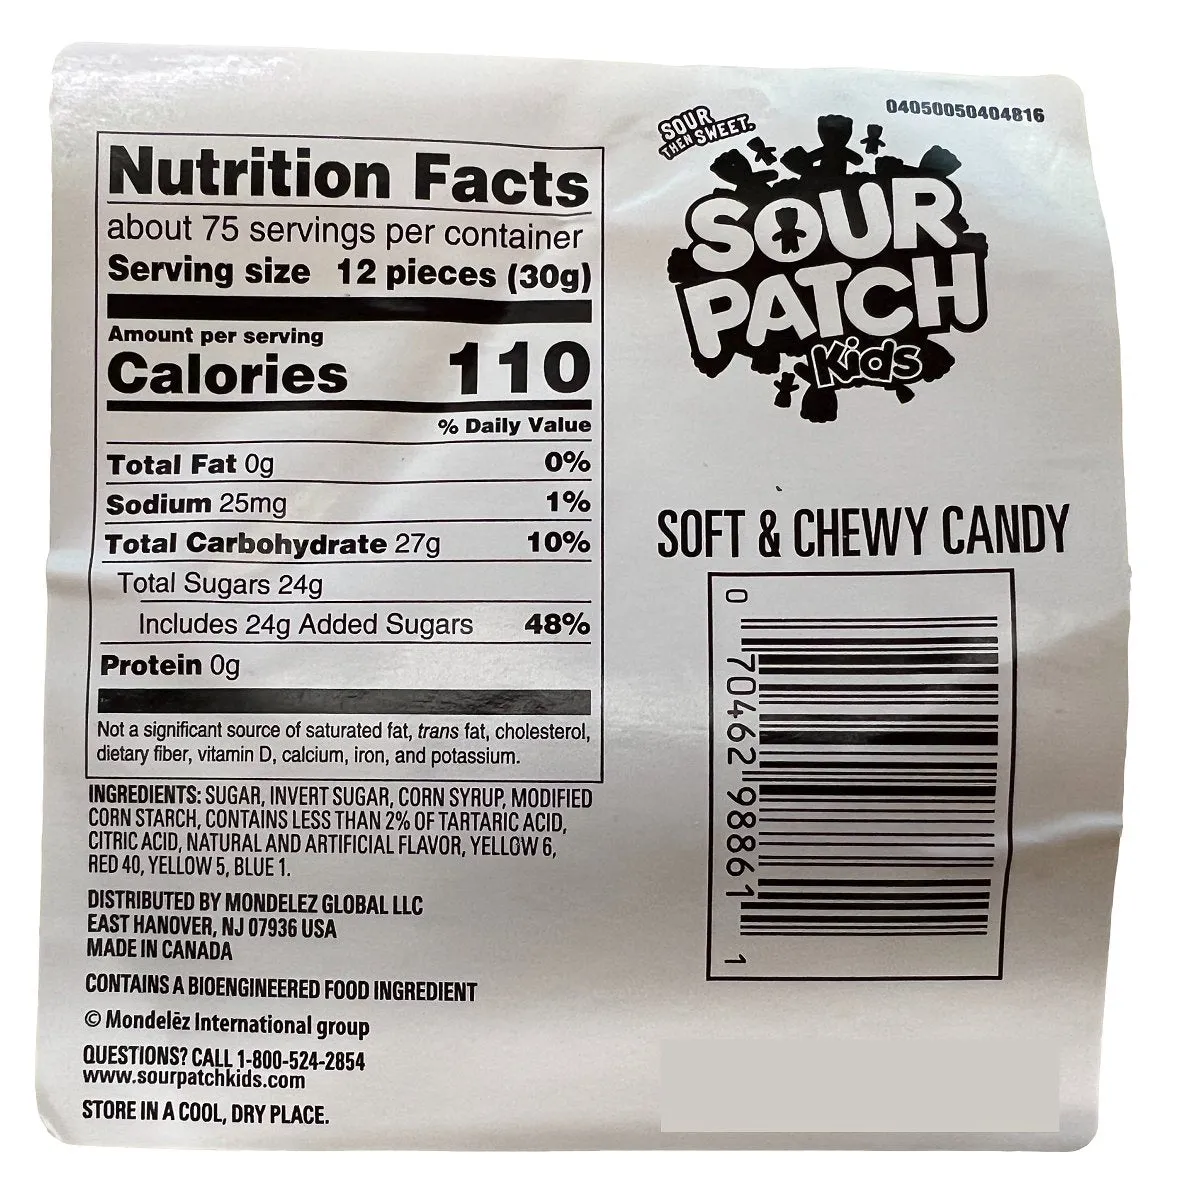 Nutrition Facts
about 75 servings per container
Serving size 12 pieces (30g)
Amount per serving
Calories 110
% Daily Value
Total Fat 0g 0%
Sodium 25mg 1%
Total Carbohydrate 27g 10%
Total Sugars 24g
Includes 24g Added Sugars 48%
Protein 0g
Not a significant source of saturated fat, trans fat, cholesterol,
dietary fiber, vitamin D, calcium, iron, and potassium.
INGREDIENTS: SUGAR, INVERT SUGAR, CORN SYRUP, MODIFIED
CORN STARCH, CONTAINS LESS THAN 2% OF TARTARIC ACID,
CITRIC ACID, NATURAL AND ARTIFICIAL FLAVOR, YELLOW 6,
RED 40, YELLOW 5, BLUE 1.
DISTRIBUTED BY MONDELEZ GLOBAL LLC
EAST HANOVER, NJ 07936 USA
MADE IN CANADA
CONTAINS A BIOENGINEERED FOOD INGREDIENT
© Mondelēz International group
QUESTIONS? CALL 1-800-524-2854
www.sourpatchkids.com
STORE IN A COOL, DRY PLACE.
04050050404816
SOUR
THEN SWEET.
SOUR
PATCH
Kids
SOFT & CHEWY CANDY
0 70462 98861 1